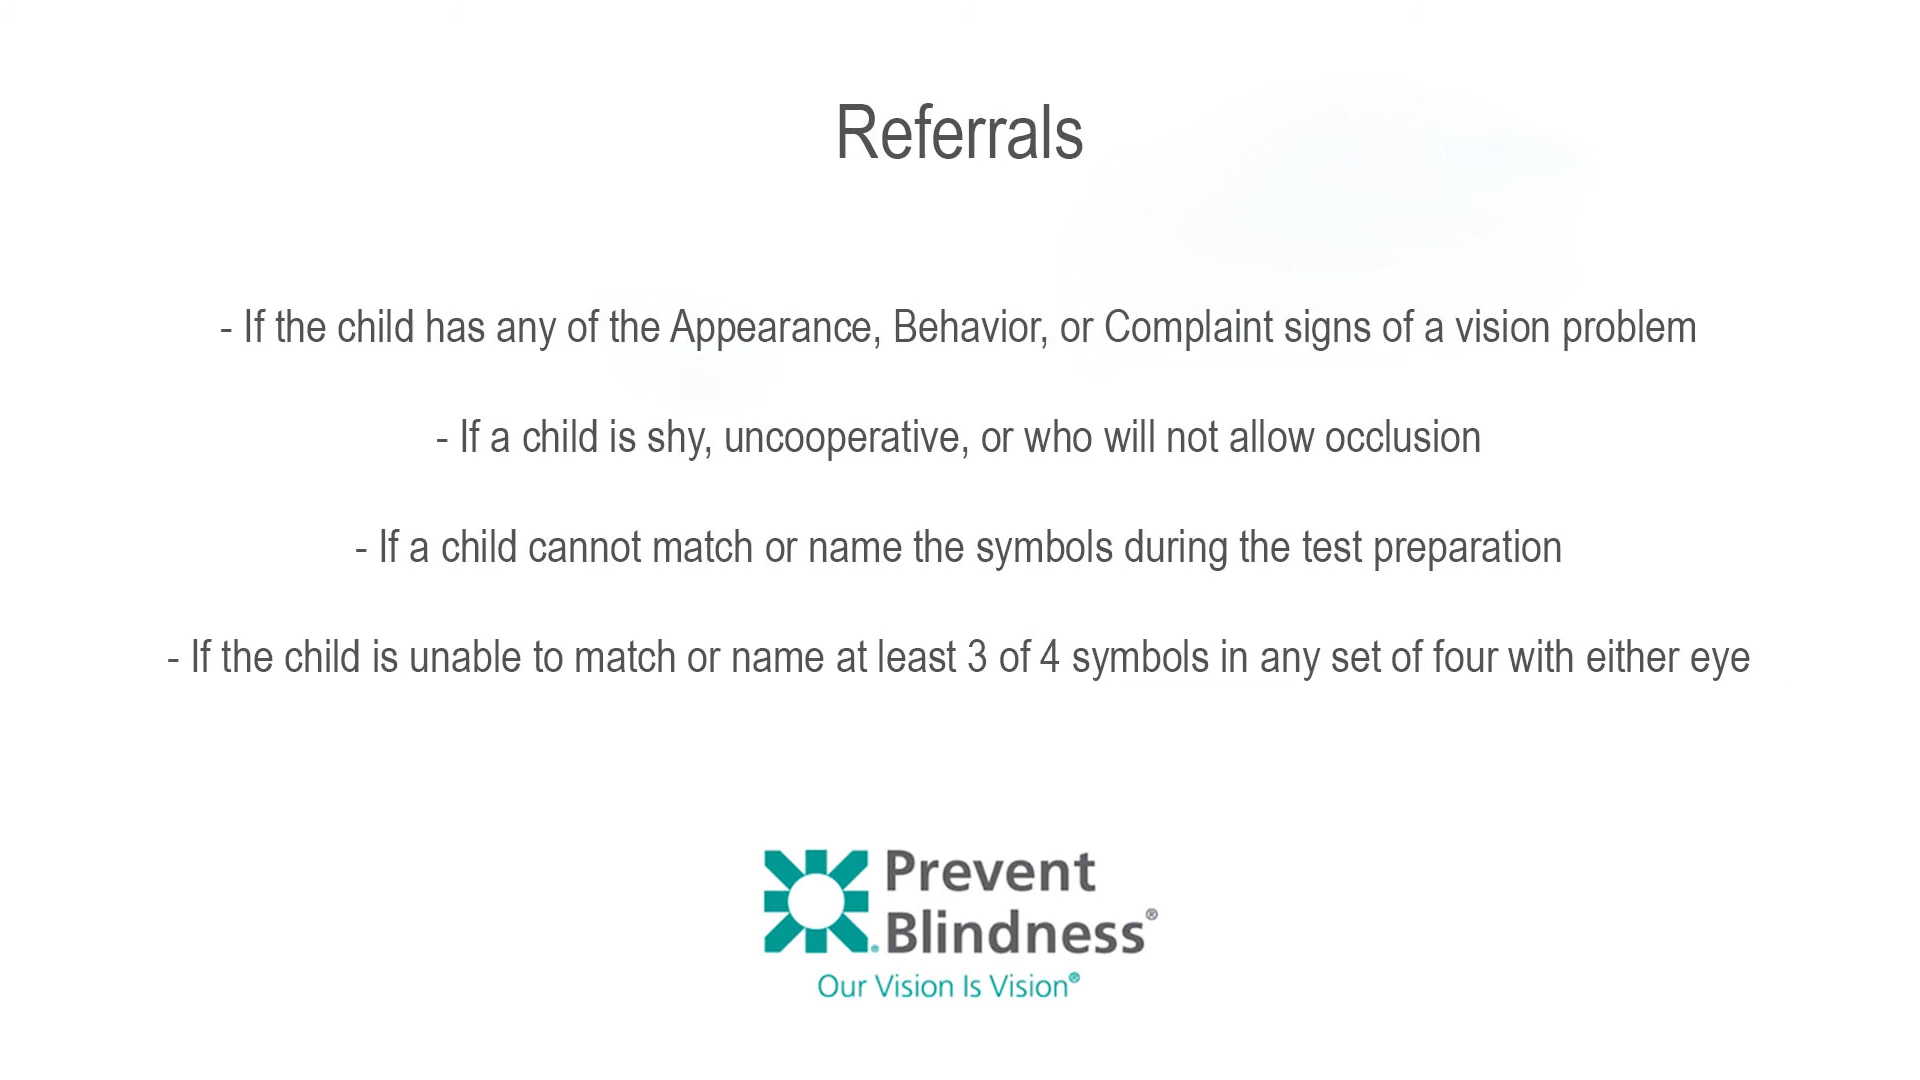 Referrals
- If the child has any of the Appearance, Behavior, or Complaint signs of a vision problem
- If a child is shy, uncooperative, or who will not allow occlusion
- If a child cannot match or name the symbols during the test preparation
- If the child is unable to match or name at least 3 of 4 symbols in any set of four with either eye
Prevent
Blindness®
Our Vision Is Vision®